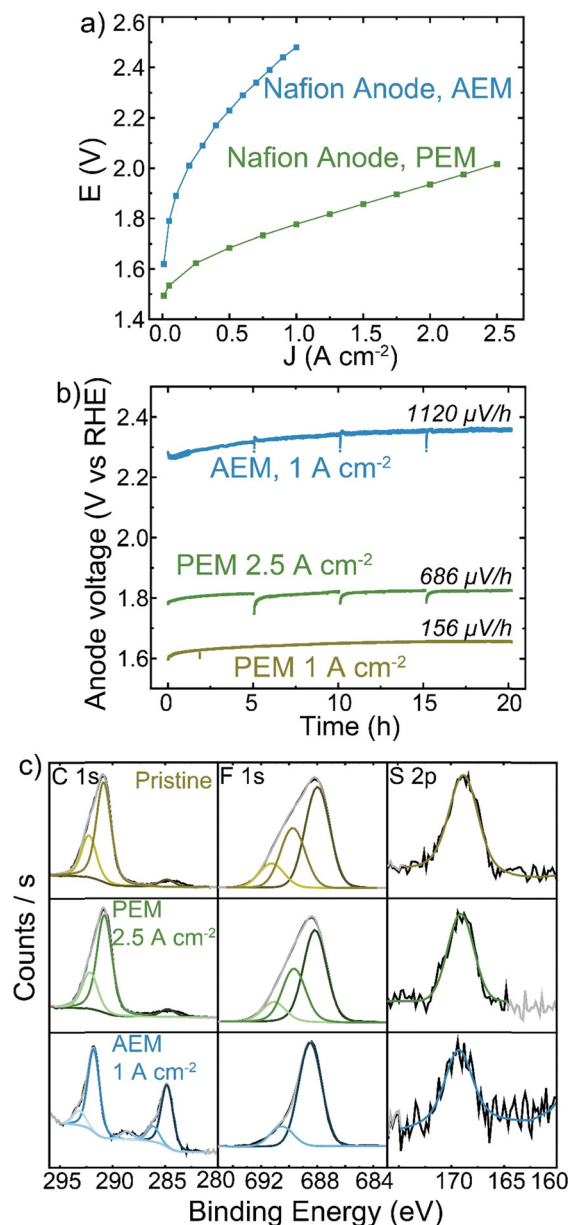 a)
2.6
2.4
2.2
2.0
1.8
1.6
1.4
E (V)
Nafion Anode, AEM
Nafion Anode, PEM
0.0 0.5 1.0 1.5 2.0 2.5
J (A cm⁻²)
b)
2.4
2.2
2.0
1.8
1.6
Anode voltage (V vs RHE)
1120 µV/h
AEM, 1 A cm⁻²
PEM 2.5 A cm⁻²
686 µV/h
156 µV/h
PEM 1 A cm⁻²
0 5 10 15 20
Time (h)
c)
C 1s
Pristine
F 1s
S 2p
PEM
2.5 A cm⁻²
AEM
1 A cm⁻²
Counts / s
295 290 285 280
692 688 684
170 165 160
Binding Energy (eV)